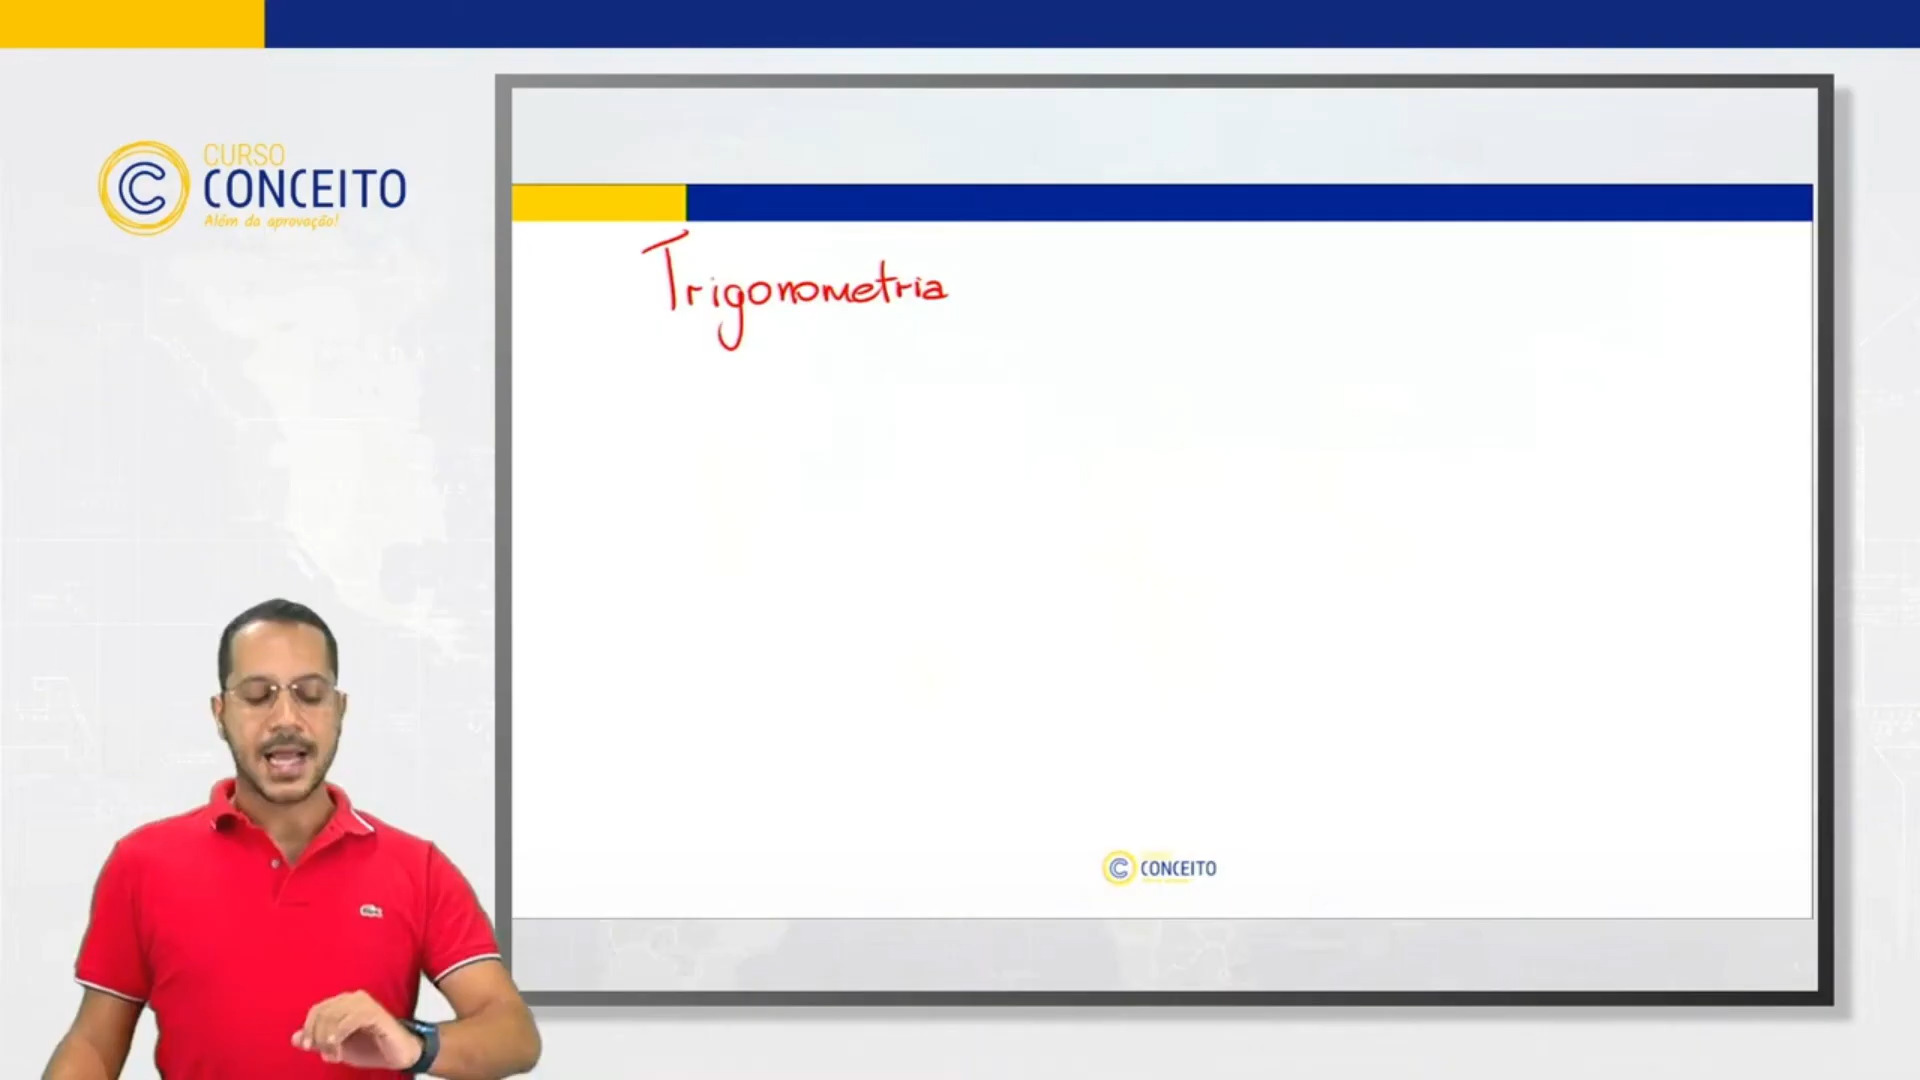 CURSO
CONCEITO
Além da aprovação!
Trigonometria
CONCEITO